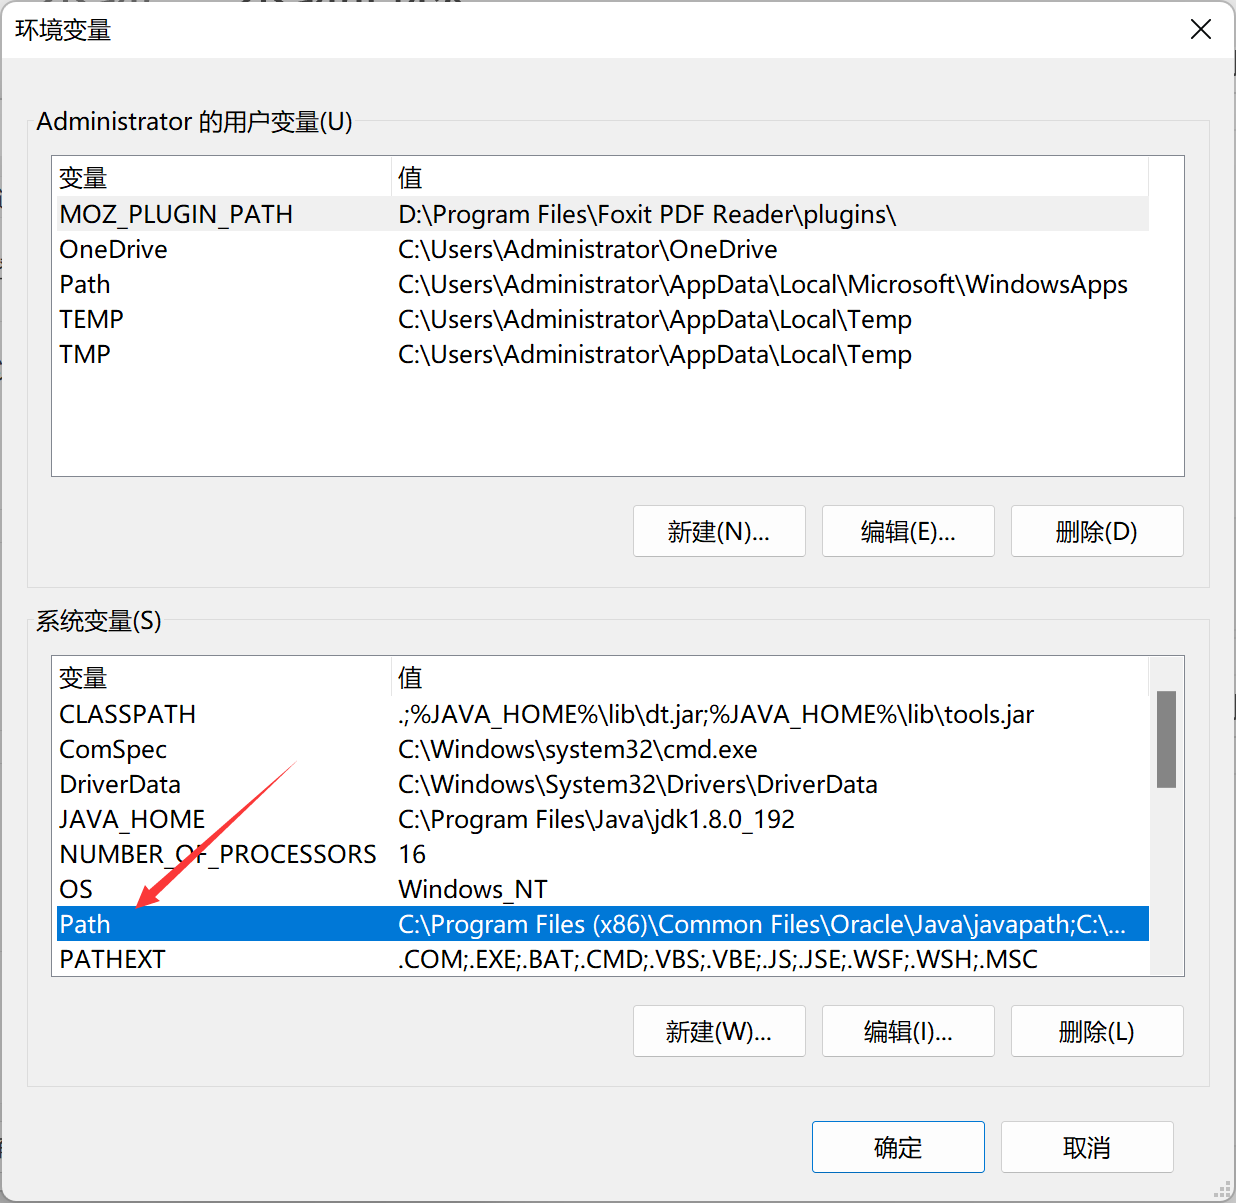 环境变量
Administrator 的用户变量(U)
变量 值
MOZ_PLUGIN_PATH D:\Program Files\Foxit PDF Reader\plugins\
OneDrive C:\Users\Administrator\OneDrive
Path C:\Users\Administrator\AppData\Local\Microsoft\WindowsApps
TEMP C:\Users\Administrator\AppData\Local\Temp
TMP C:\Users\Administrator\AppData\Local\Temp
新建(N)... 编辑(E)... 删除(D)
系统变量(S)
变量 值
CLASSPATH .;%JAVA_HOME%\lib\dt.jar;%JAVA_HOME%\lib\tools.jar
ComSpec C:\Windows\system32\cmd.exe
DriverData C:\Windows\System32\Drivers\DriverData
JAVA_HOME C:\Program Files\Java\jdk1.8.0_192
NUMBER_OF_PROCESSORS 16
OS Windows_NT
Path C:\Program Files (x86)\Common Files\Oracle\Java\javapath;C:\...
PATHEXT .COM;.EXE;.BAT;.CMD;.VBS;.VBE;.JS;.JSE;.WSF;.WSH;.MSC
新建(W)... 编辑(I)... 删除(L)
确定 取消